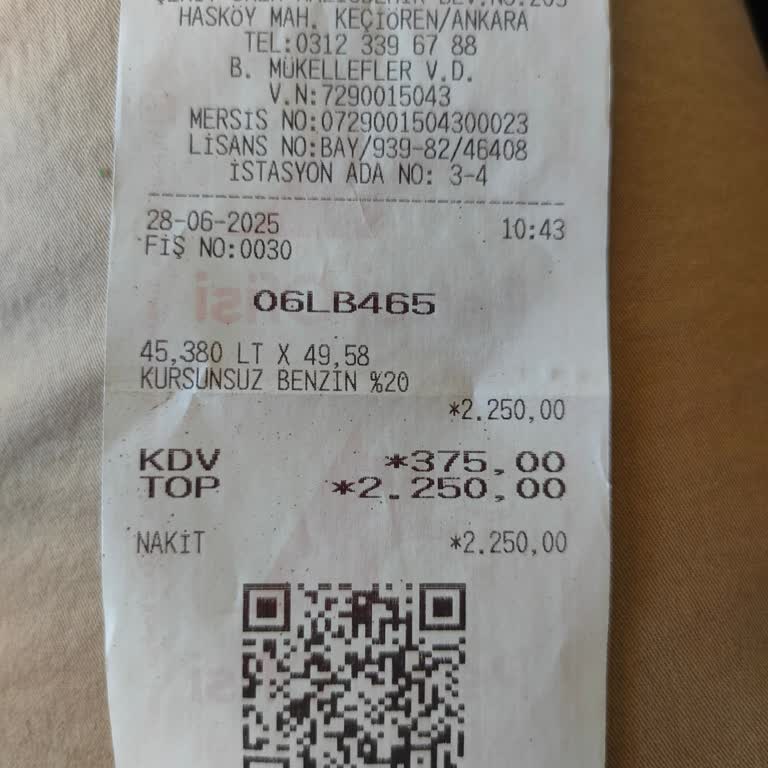 HASKÖY MAH. KEÇİÖREN/ANKARA
TEL:0312 339 67 88
B. MÜKELLEFLER V.D.
V.N:7290015043
MERSİS NO:0729001504300023
LİSANS NO:BAY/939-82/46408
İSTASYON ADA NO: 3-4
28-06-2025 10:43
FİŞ NO:0030
06LB465
45,380 LT X 49,58
KURSUNSUZ BENZİN %20
*2.250,00
KDV *375,00
TOP *2.250,00
NAKİT *2.250,00